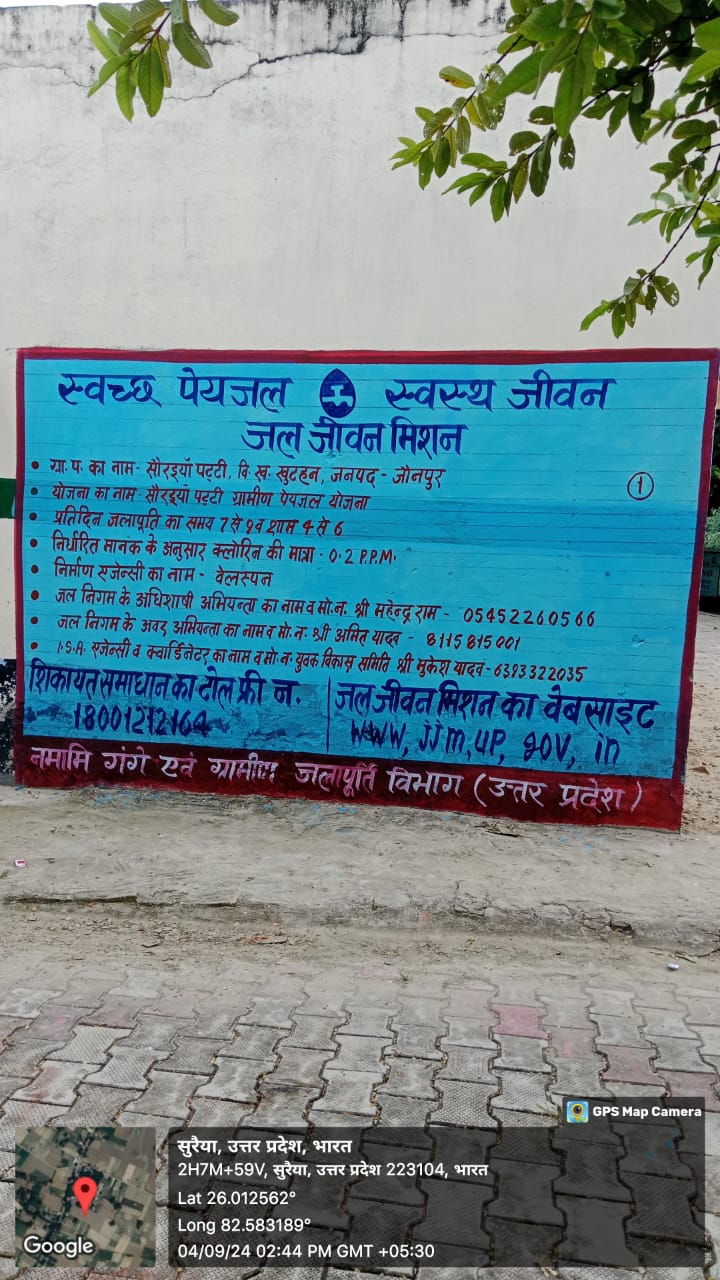 स्वच्छ पेयजल स्वस्थ जीवन
जल जीवन मिशन
1
• ग्रा. प. का नाम - सौरइयाँ पट्टी, वि. ख. खुटहन, जनपद - जौनपुर
• योजना का नाम सौरइयाँ पट्टी ग्रामीण पेयजल योजना
• प्रतिदिन जलापूर्ति का समय 7 से 9 व शाम 4 से 6
• निर्धारित मानक के अनुसार क्लोरिन की मात्रा : 0.2 P.P.M.
• निर्माण एजेन्सी का नाम - वेलस्पन
• जल निगम के अधिशाषी अभियन्ता का नाम व मो. न. श्री महेन्द्र राम - 05452260566
• जल निगम के अवर अभियन्ता का नाम व मो. न. श्री अमित यादव - 8115815001
• I.S.A. एजेन्सी व क्वार्डिनेटर का नाम व मो. न. युवक विकास समिति श्री मुकेश यादव - 6393322035
शिकायत समाधान का टोल फ्री न.
18001212164
जल जीवन मिशन का वेबसाइट
WWW, jjm, up, gov, in
नमामि गंगे एवं ग्रामीण जलापूर्ति विभाग (उत्तर प्रदेश)
GPS Map Camera
सुरैया, उत्तर प्रदेश, भारत
2H7M+59V, सुरैया, उत्तर प्रदेश 223104, भारत
Lat 26.012562°
Long 82.583189°
04/09/24 02:44 PM GMT +05:30
Google